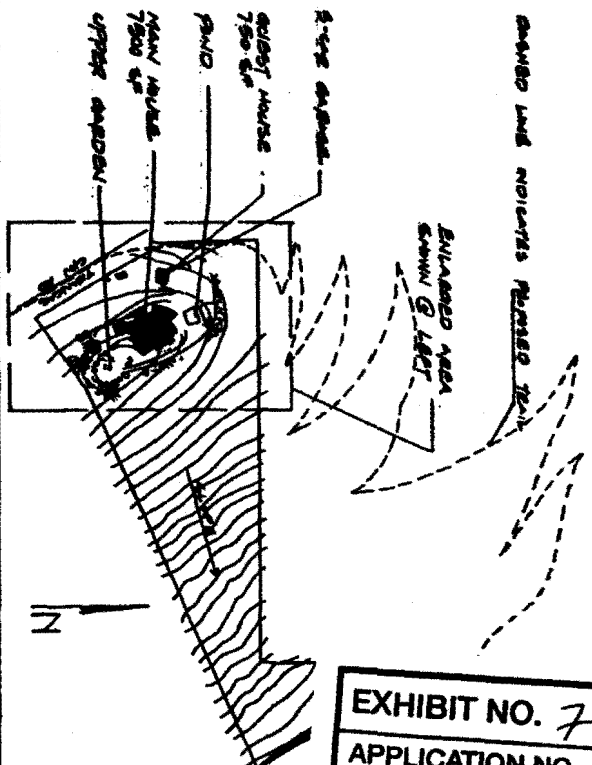 DASHED LINE INDICATES PROPOSED TRAIL
ENLARGED AREA
SHOWN @ LEFT
2-CAR GARAGE
GUEST HOUSE
750 SF
POND
MAIN HOUSE
7500 SF
UPPER GARDEN
N
EXHIBIT NO. 7
APPLICATION NO.